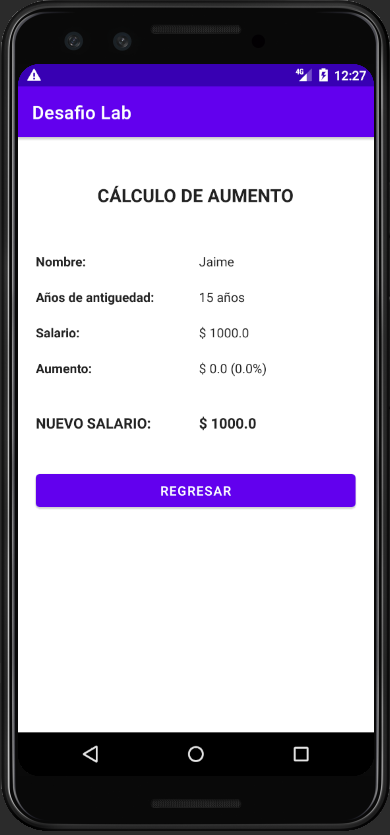 4G 12:27
Desafio Lab
CÁLCULO DE AUMENTO
Nombre: Jaime
Años de antiguedad: 15 años
Salario: $ 1000.0
Aumento: $ 0.0 (0.0%)
NUEVO SALARIO: $ 1000.0
REGRESAR